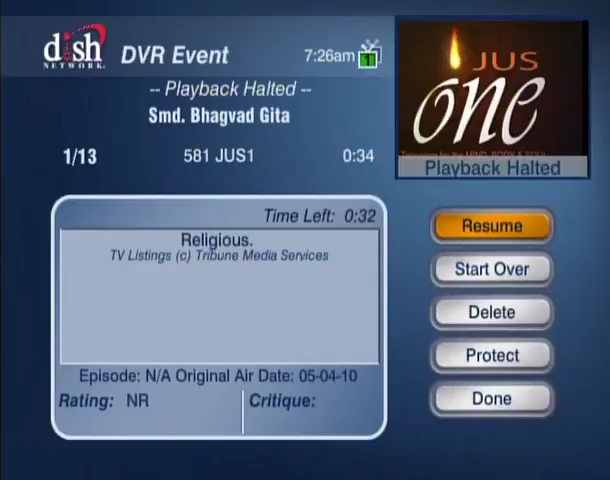 dish
NETWORK
DVR Event
7:26am
1
-- Playback Halted --
Smd. Bhagvad Gita
1/13
581 JUS1
0:34
JUS
one
Playback Halted
Time Left: 0:32
Religious.
TV Listings (c) Tribune Media Services
Episode: N/A Original Air Date: 05-04-10
Rating: NR
Critique:
Resume
Start Over
Delete
Protect
Done